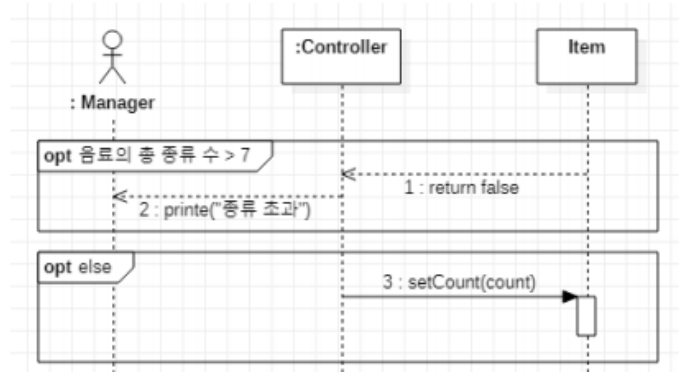 :Controller
Item
: Manager
opt 음료의 총 종류 수 > 7
1 : return false
2 : printe("종류 초과")
opt else
3 : setCount(count)